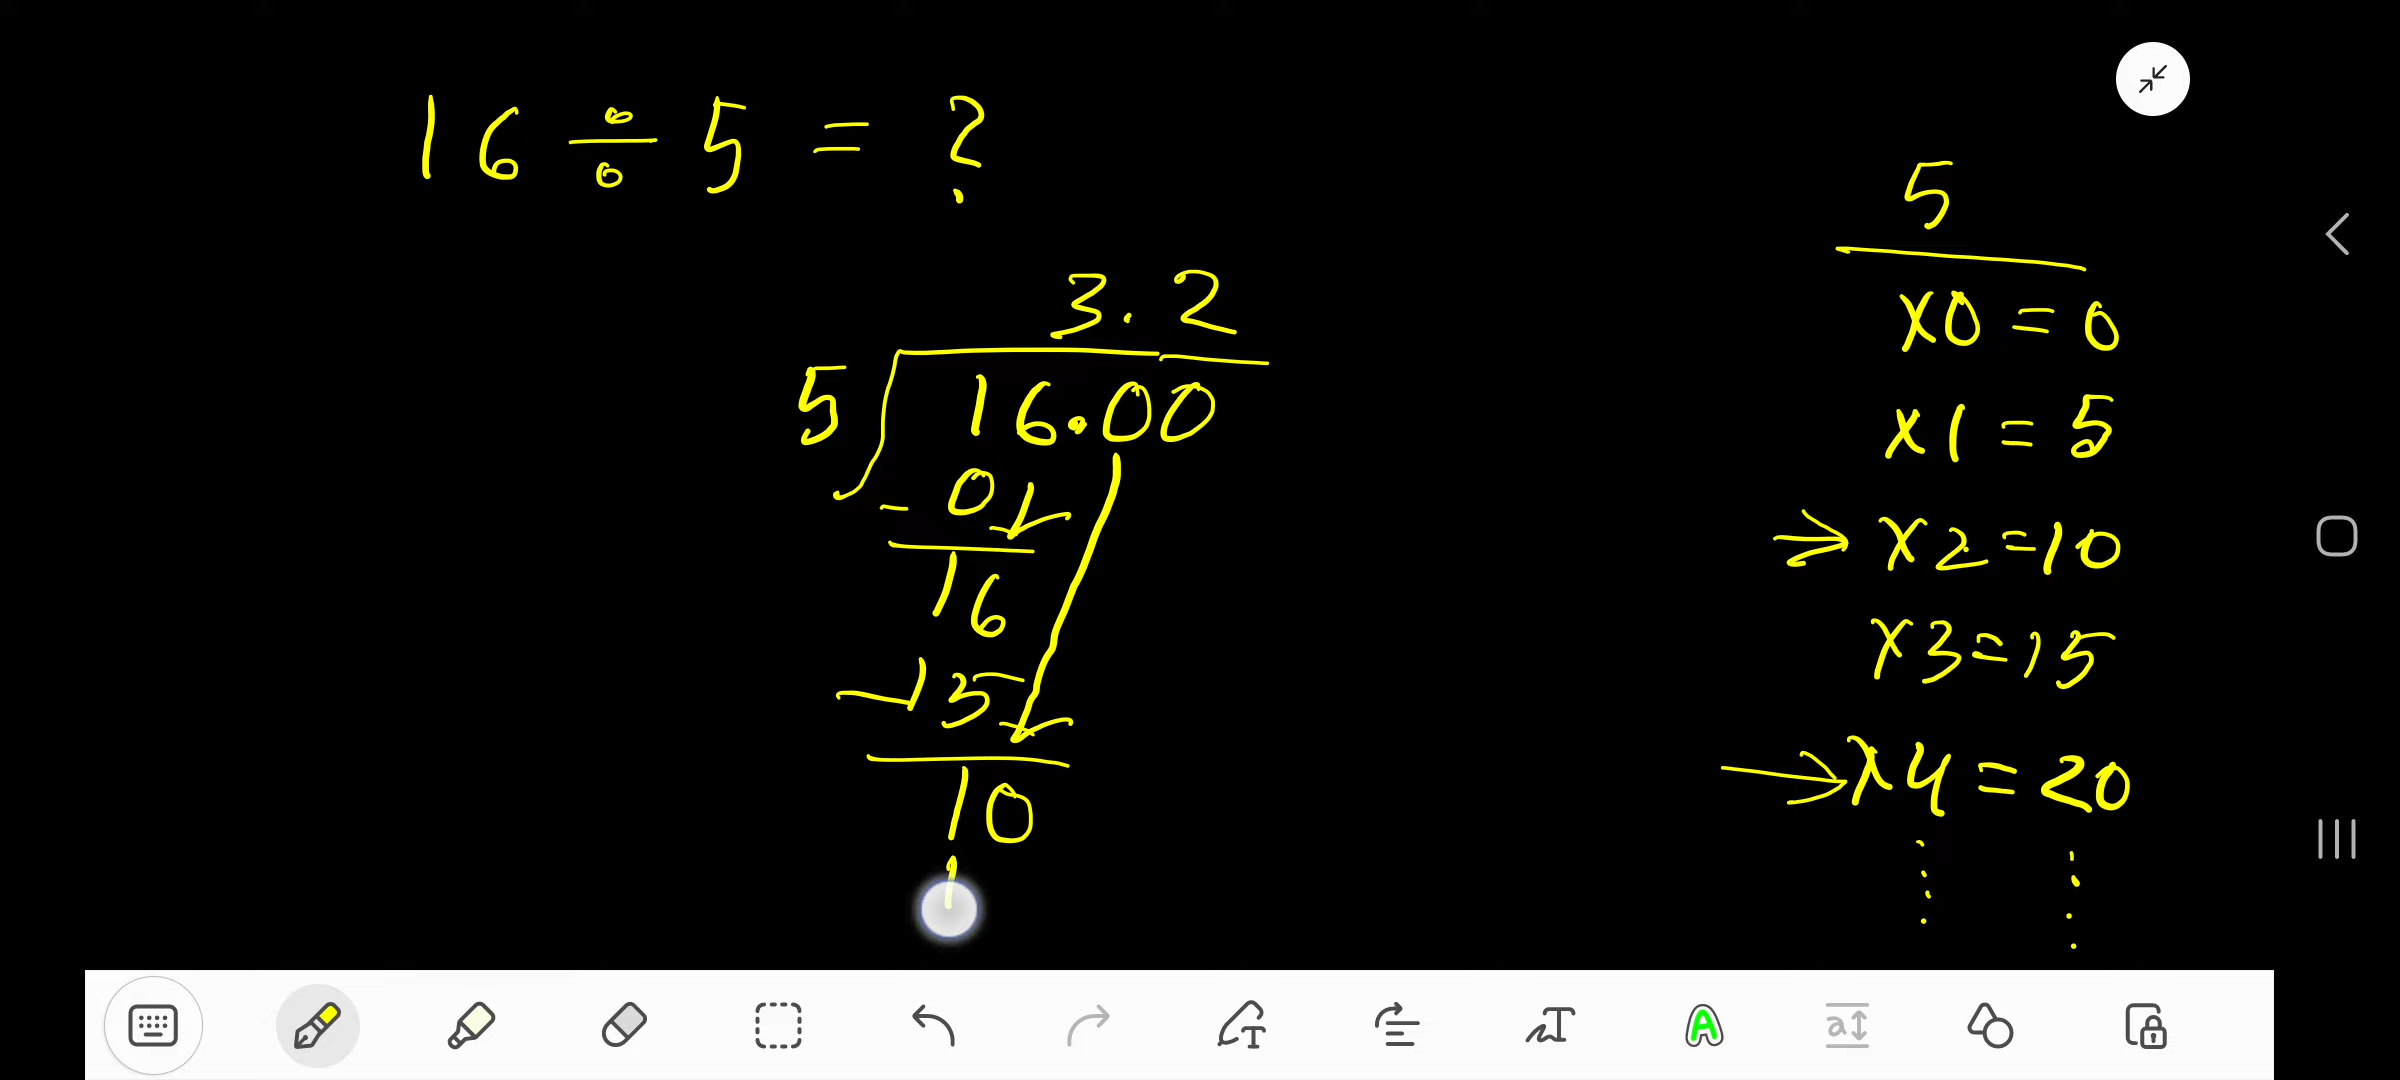 16 ÷ 5 = ?
3.2
5 16.00
- 0
16
- 15
10
1
5
x0 = 0
x1 = 5
⇒ x2 = 10
x3 = 15
→ x4 = 20
T
T
A
a